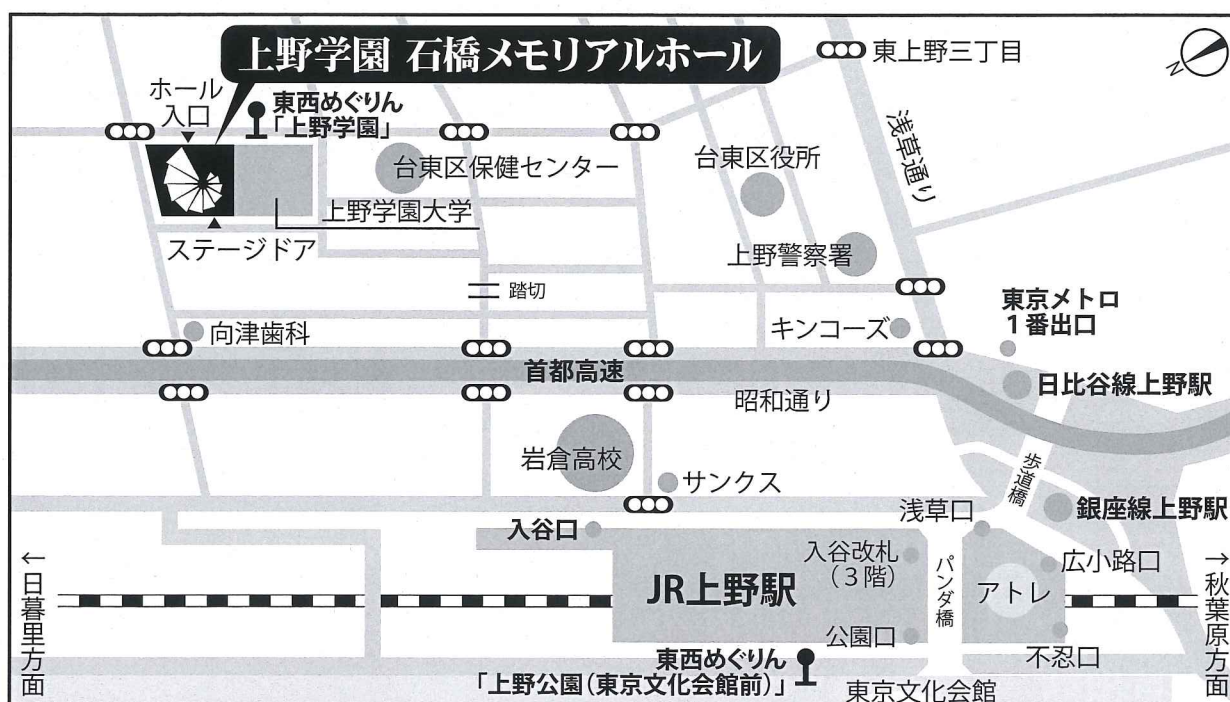 上野学園 石橋メモリアルホール
東上野三丁目
N
ホール
入口
東西めぐりん
「上野学園」
浅草通り
台東区保健センター
台東区役所
上野学園大学
ステージドア
上野警察署
踏切
東京メトロ
1番出口
向津歯科
キンコーズ
首都高速
日比谷線上野駅
昭和通り
岩倉高校
歩道橋
サンクス
浅草口
銀座線上野駅
入谷口
入谷改札
（3階）
パンダ橋
広小路口
←日暮里方面
JR上野駅
アトレ
→秋葉原方面
公園口
不忍口
東西めぐりん
「上野公園(東京文化会館前)」
東京文化会館